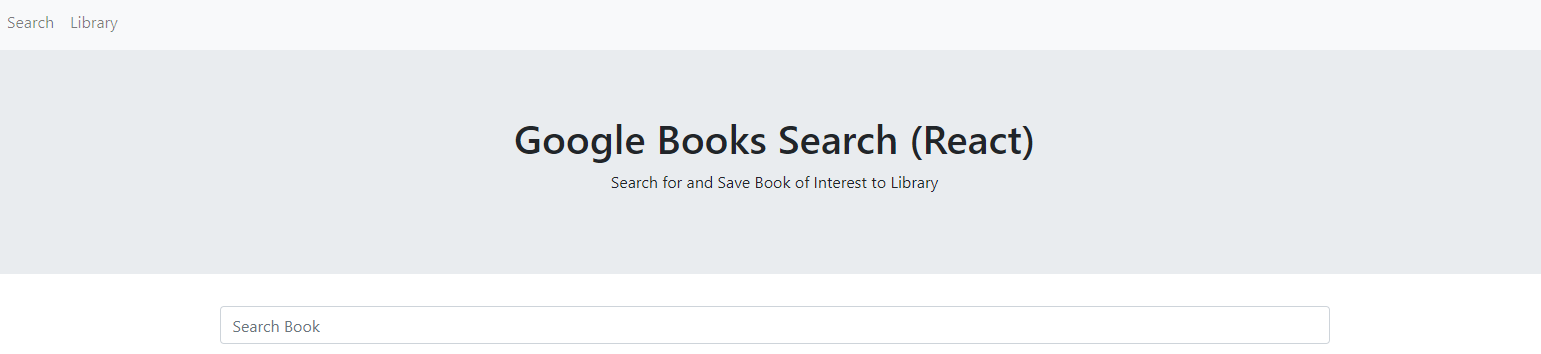 Search Library
Google Books Search (React)
Search for and Save Book of Interest to Library
Search Book